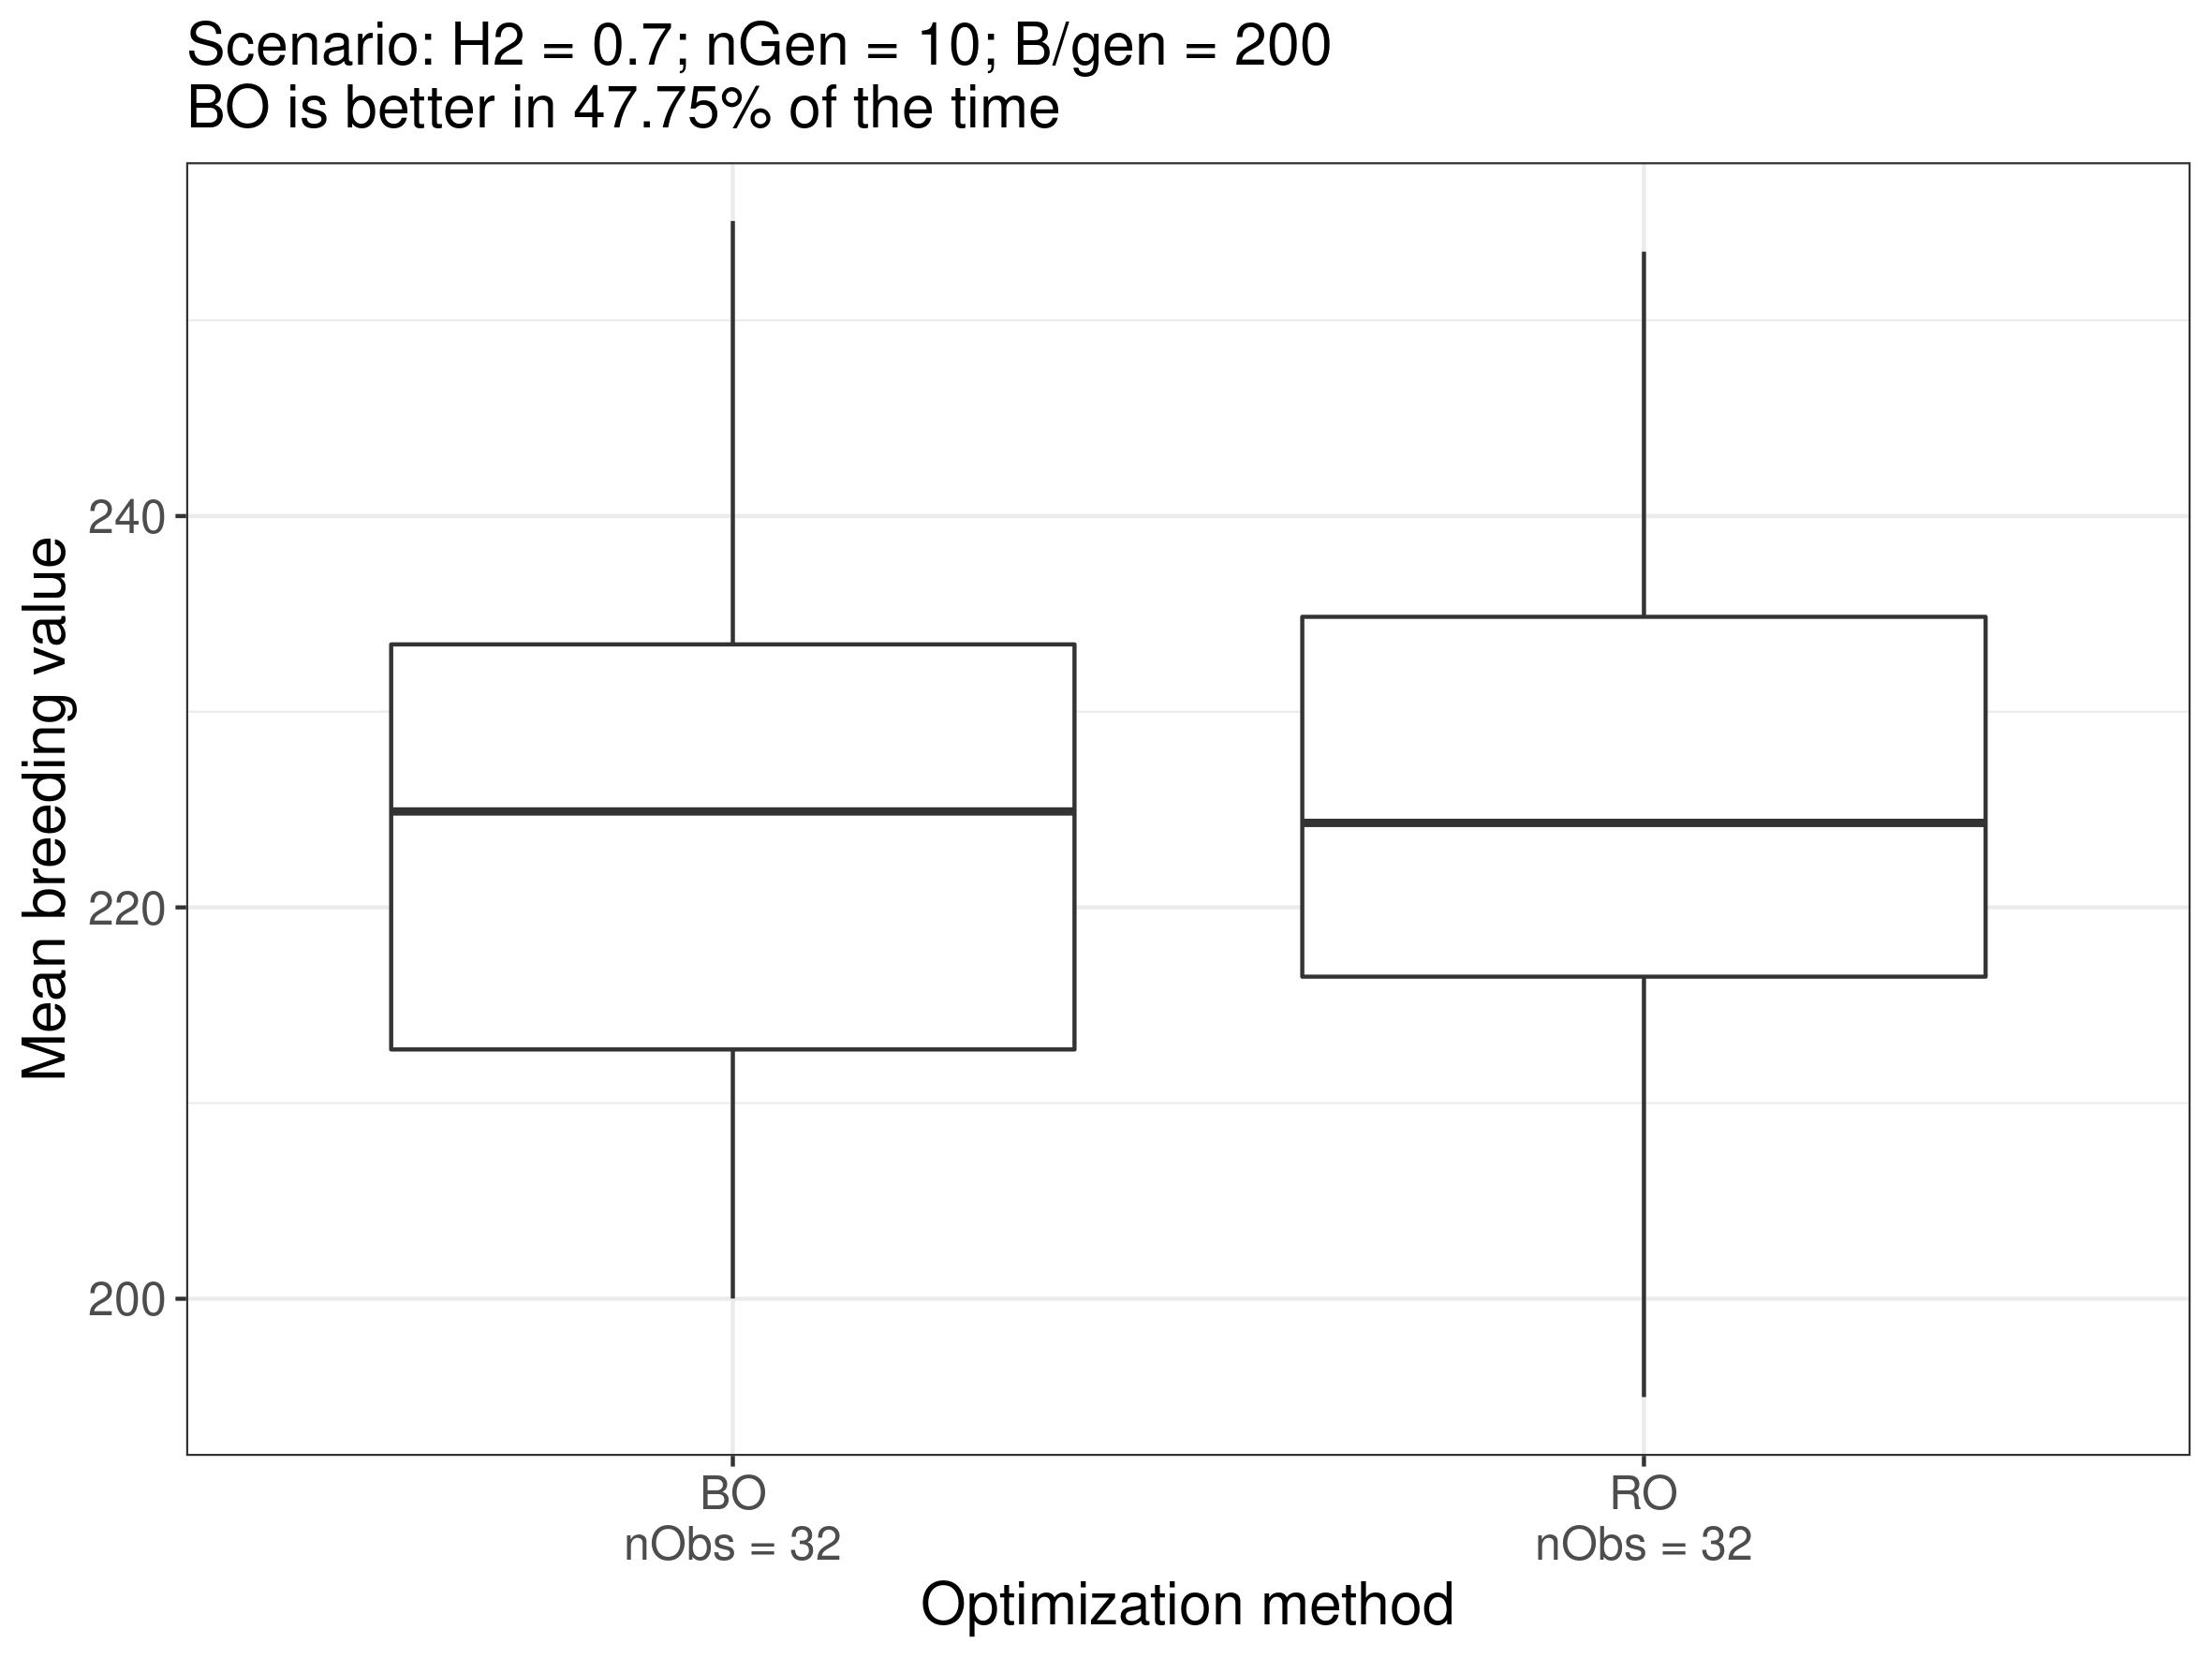 Scenario: H2 = 0.7; nGen = 10; B/gen = 200
BO is better in 47.75% of the time
Mean breeding value
240
220
200
BO
nObs = 32
RO
nObs = 32
Optimization method